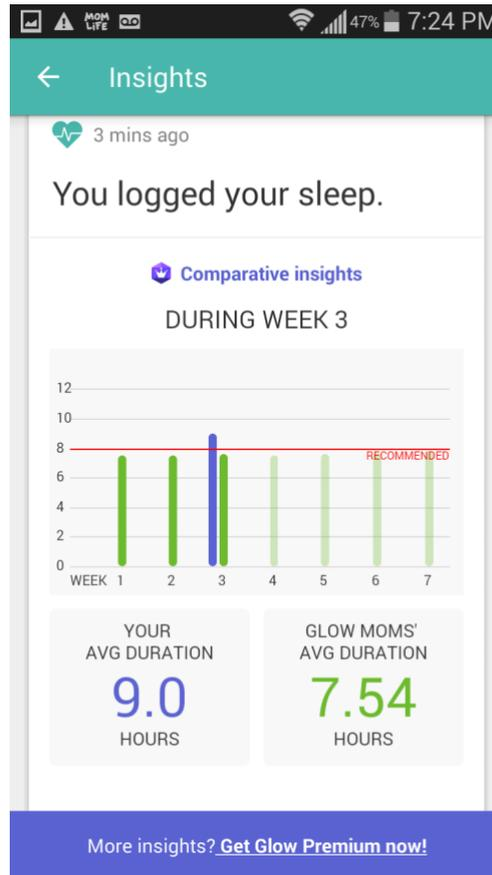 MOM
LiFE
47% 7:24 PM
Insights
3 mins ago
You logged your sleep.
Comparative insights
DURING WEEK 3
12
10
8
RECOMMENDED
6
4
2
0
WEEK 1 2 3 4 5 6 7
YOUR
AVG DURATION
9.0
HOURS
GLOW MOMS'
AVG DURATION
7.54
HOURS
More insights? Get Glow Premium now!